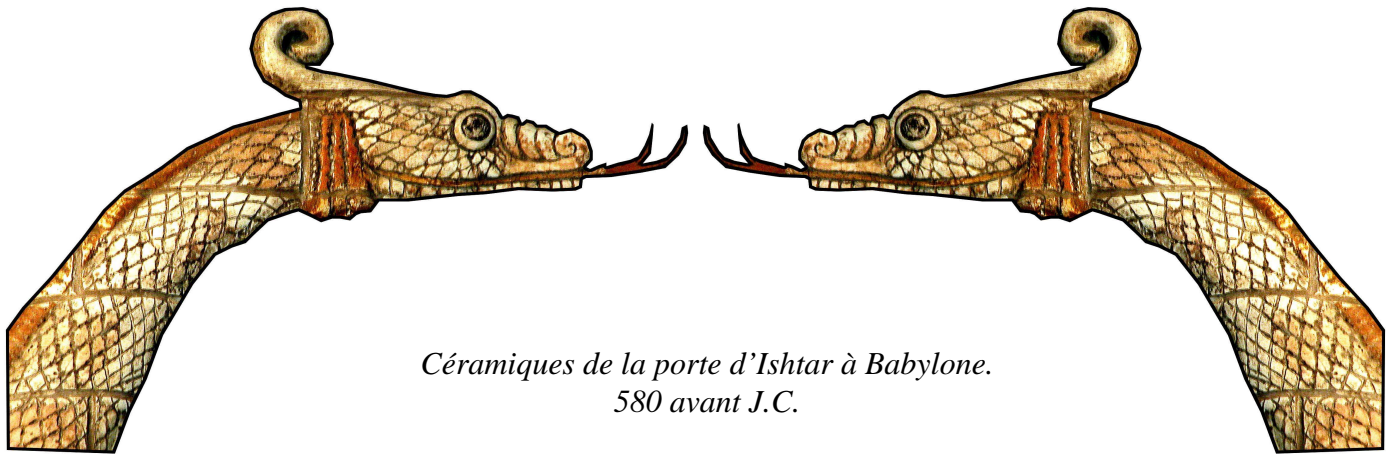 Céramiques de la porte d’Ishtar à Babylone.
580 avant J.C.